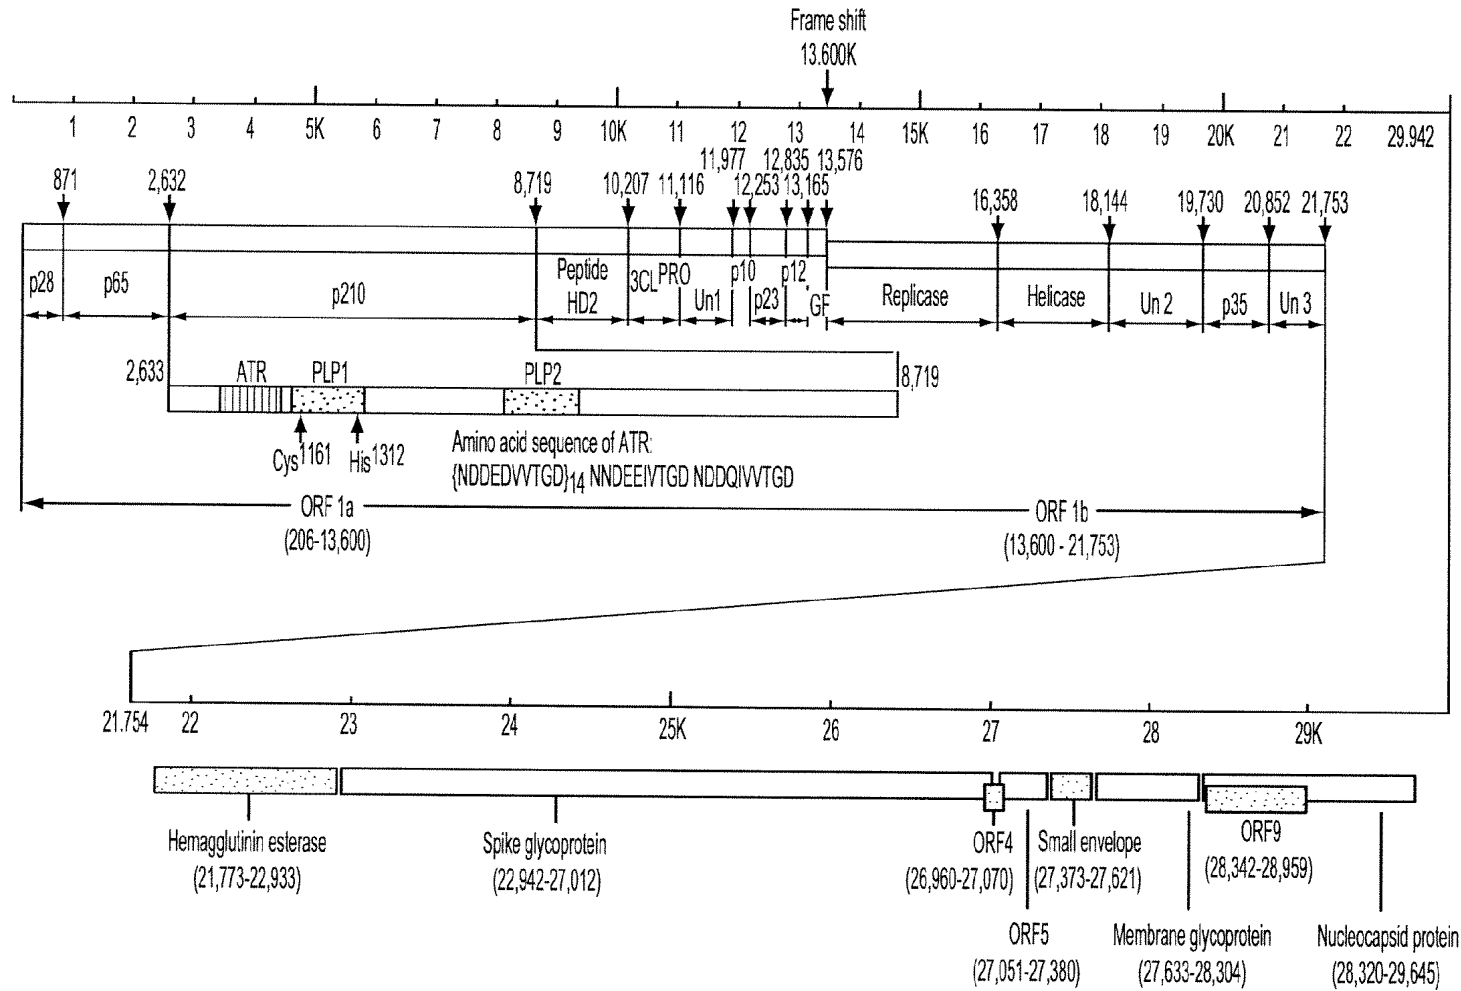 Frame shift
13.600K
1 2 3 4 5K 6 7 8 9 10K 11 12 13 14 15K 16 17 18 19 20K 21 22 29.942
11,977 12,835 13,576
871 2,632 8,719 10,207 11,116 12,253 13,165 16,358 18,144 19,730 20,852 21,753
p28 p65 p210 Peptide HD2 3CLPRO Un1 p10 p23 p12 GF Replicase Helicase Un 2 p35 Un 3
2,633 ATR PLP1 PLP2 8,719
Cys1161 His1312
Amino acid sequence of ATR:
{NDDEDVVTGD}14 NNDEEIVTGD NDDQIVVTGD
ORF 1a
(206-13,600)
ORF 1b
(13,600 - 21,753)
21.754 22 23 24 25K 26 27 28 29K
Hemagglutinin esterase
(21,773-22,933)
Spike glycoprotein
(22,942-27,012)
ORF4
(26,960-27,070)
Small envelope
(27,373-27,621)
ORF9
(28,342-28,959)
ORF5
(27,051-27,380)
Membrane glycoprotein
(27,633-28,304)
Nucleocapsid protein
(28,320-29,645)